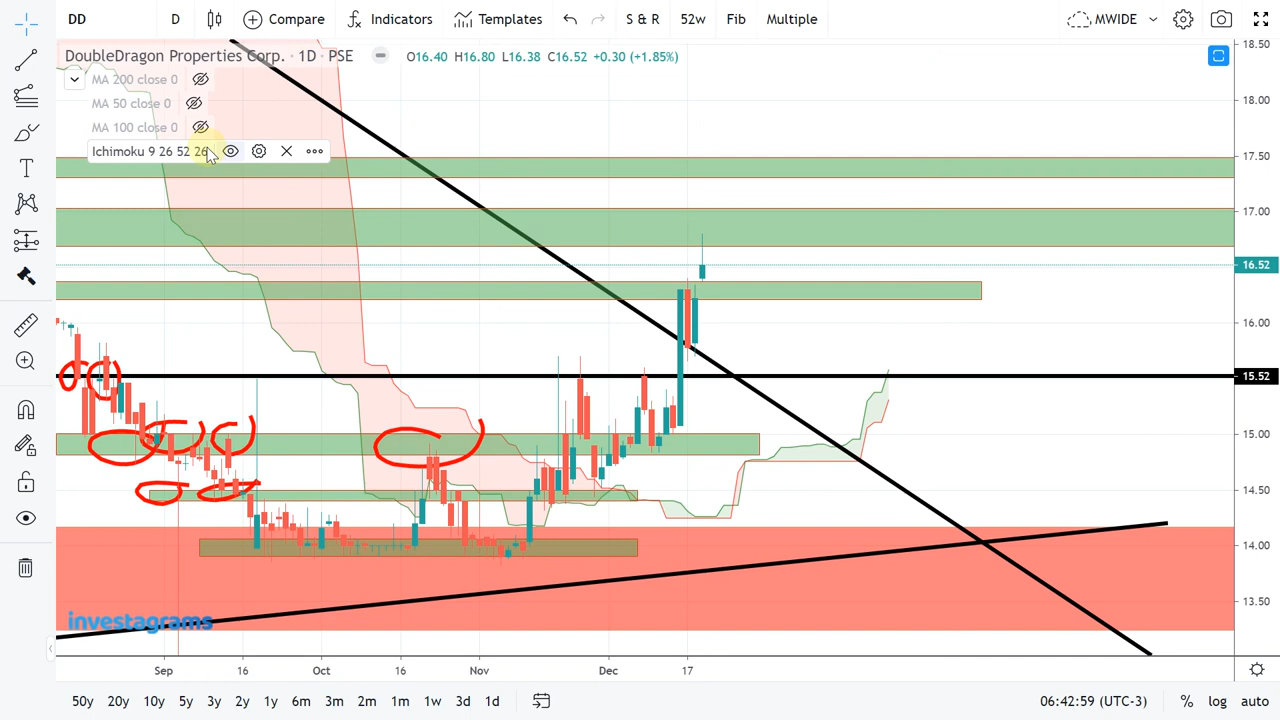 DD D Compare Indicators Templates S & R 52w Fib Multiple MWIDE
DoubleDragon Properties Corp. · 1D · PSE O16.40 H16.80 L16.38 C16.52 +0.30 (+1.85%)
MA 200 close 0
MA 50 close 0
MA 100 close 0
Ichimoku 9 26 52 26
18.50
18.00
17.50
17.00
16.52
16.00
15.52
15.00
14.50
14.00
13.50
investagrams
Sep 16 Oct 16 Nov Dec 17
50y 20y 10y 5y 3y 2y 1y 6m 3m 2m 1m 1w 3d 1d 06:42:59 (UTC-3) % log auto